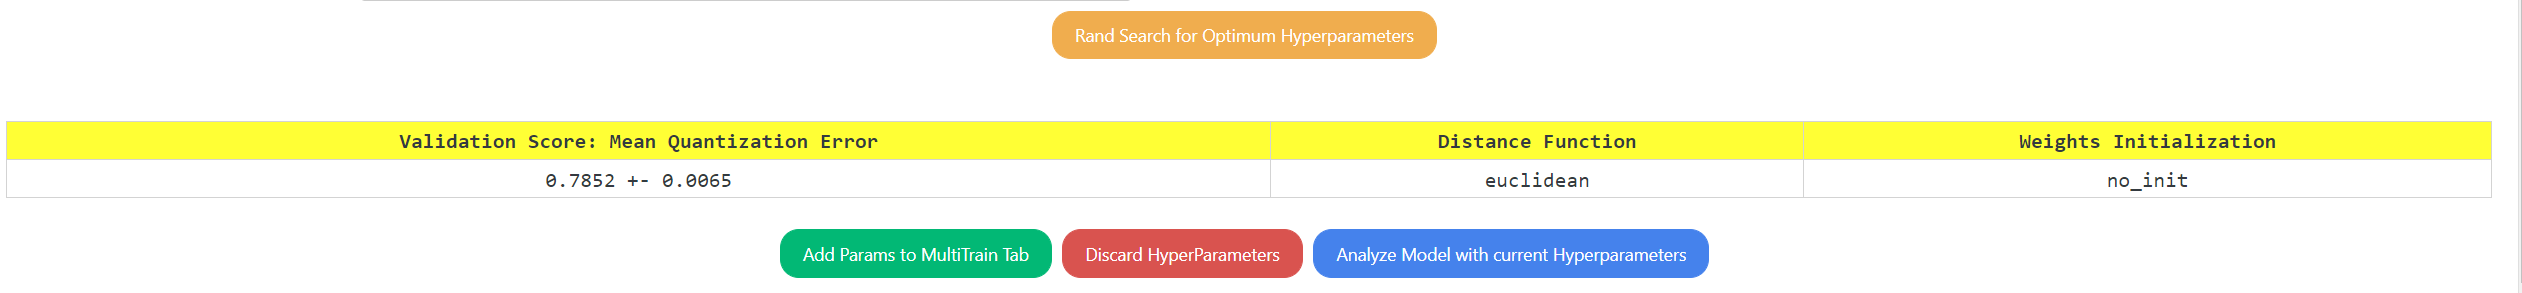 Rand Search for Optimum Hyperparameters
Validation Score: Mean Quantization Error Distance Function Weights Initialization
0.7852 +- 0.0065 euclidean no_init
Add Params to MultiTrain Tab Discard HyperParameters Analyze Model with current Hyperparameters